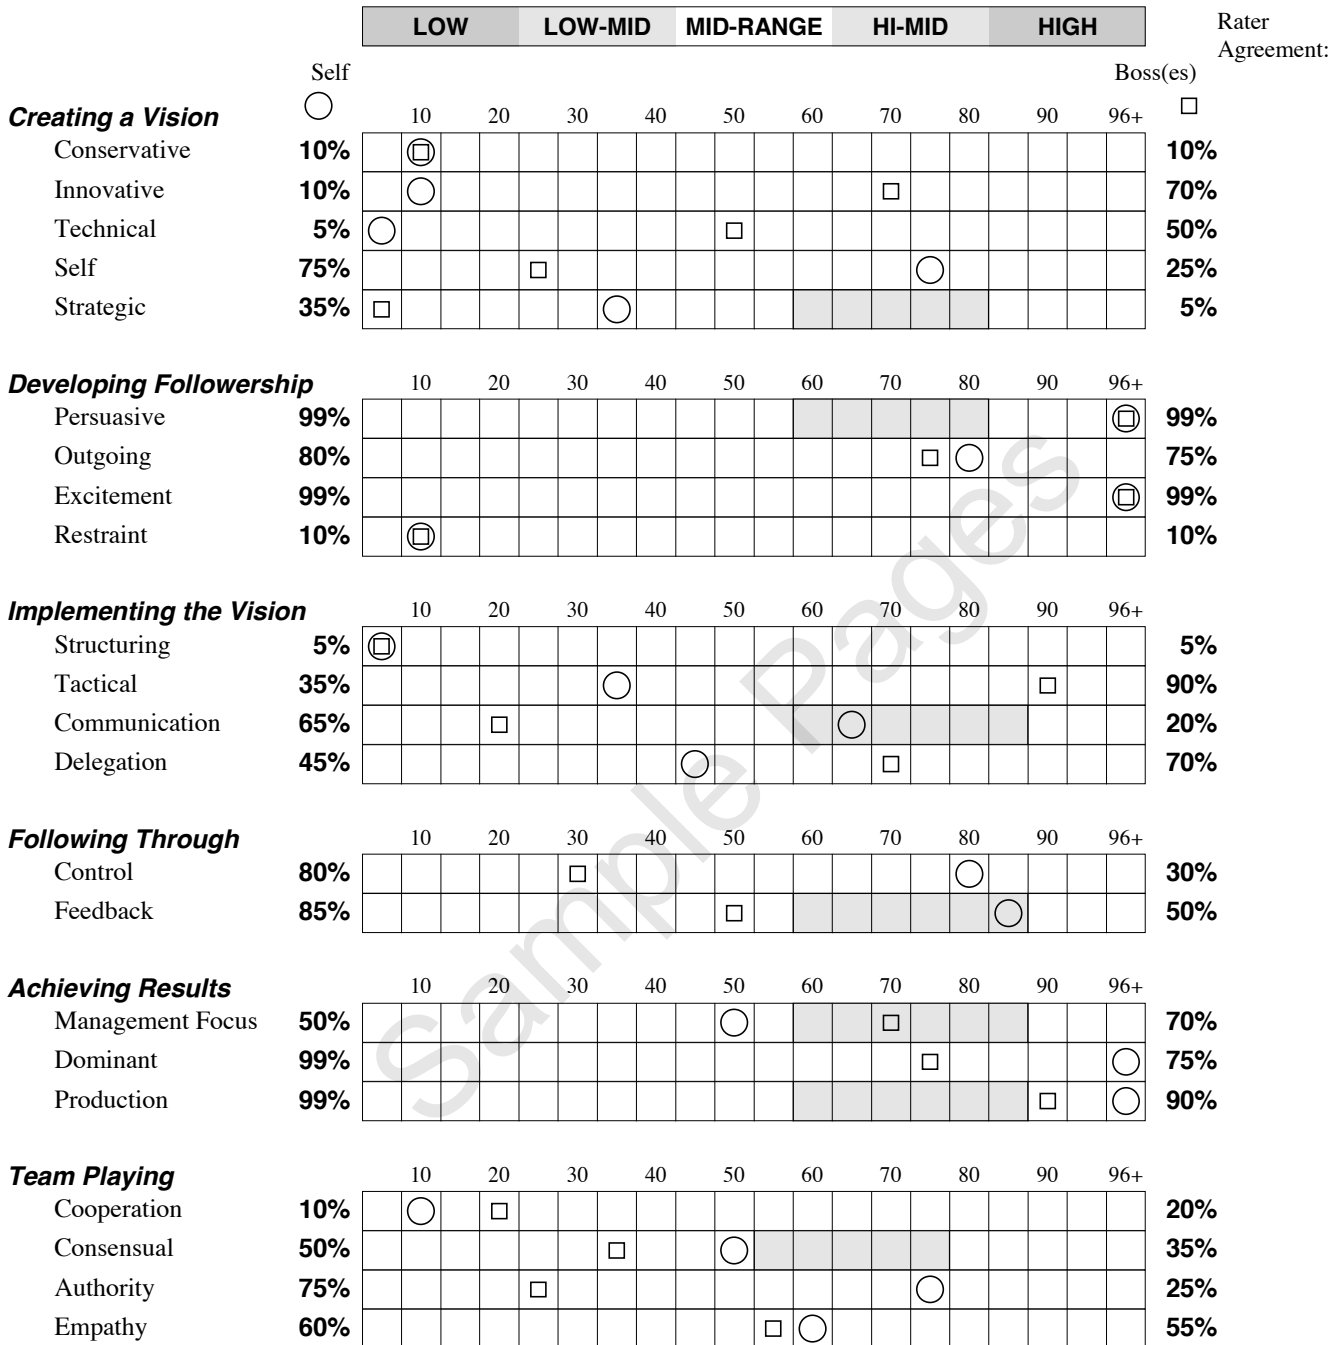 LOW LOW-MID MID-RANGE HI-MID HIGH Rater
Agreement:
Self Boss(es)
Creating a Vision 10 20 30 40 50 60 70 80 90 96+
Conservative 10% 10%
Innovative 10% 70%
Technical 5% 50%
Self 75% 25%
Strategic 35% 5%
Developing Followership 10 20 30 40 50 60 70 80 90 96+
Persuasive 99% 99%
Outgoing 80% 75%
Excitement 99% 99%
Restraint 10% 10%
Implementing the Vision 10 20 30 40 50 60 70 80 90 96+
Structuring 5% 5%
Tactical 35% 90%
Communication 65% 20%
Delegation 45% 70%
Following Through 10 20 30 40 50 60 70 80 90 96+
Control 80% 30%
Feedback 85% 50%
Achieving Results 10 20 30 40 50 60 70 80 90 96+
Management Focus 50% 70%
Dominant 99% 75%
Production 99% 90%
Team Playing 10 20 30 40 50 60 70 80 90 96+
Cooperation 10% 20%
Consensual 50% 35%
Authority 75% 25%
Empathy 60% 55%
Sample Pages